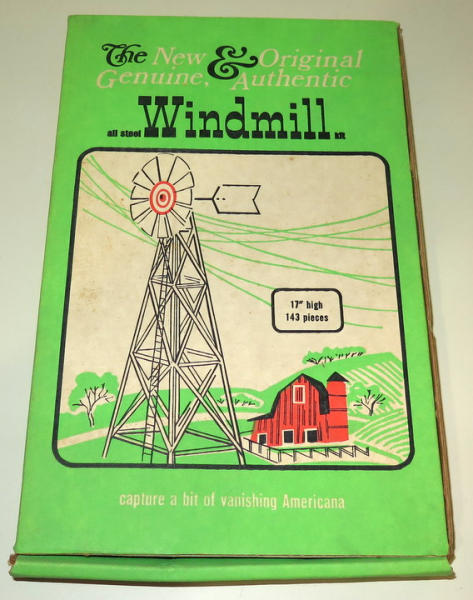 The New & Original
Genuine, Authentic
all steel Windmill kit
17" high
143 pieces
capture a bit of vanishing Americana